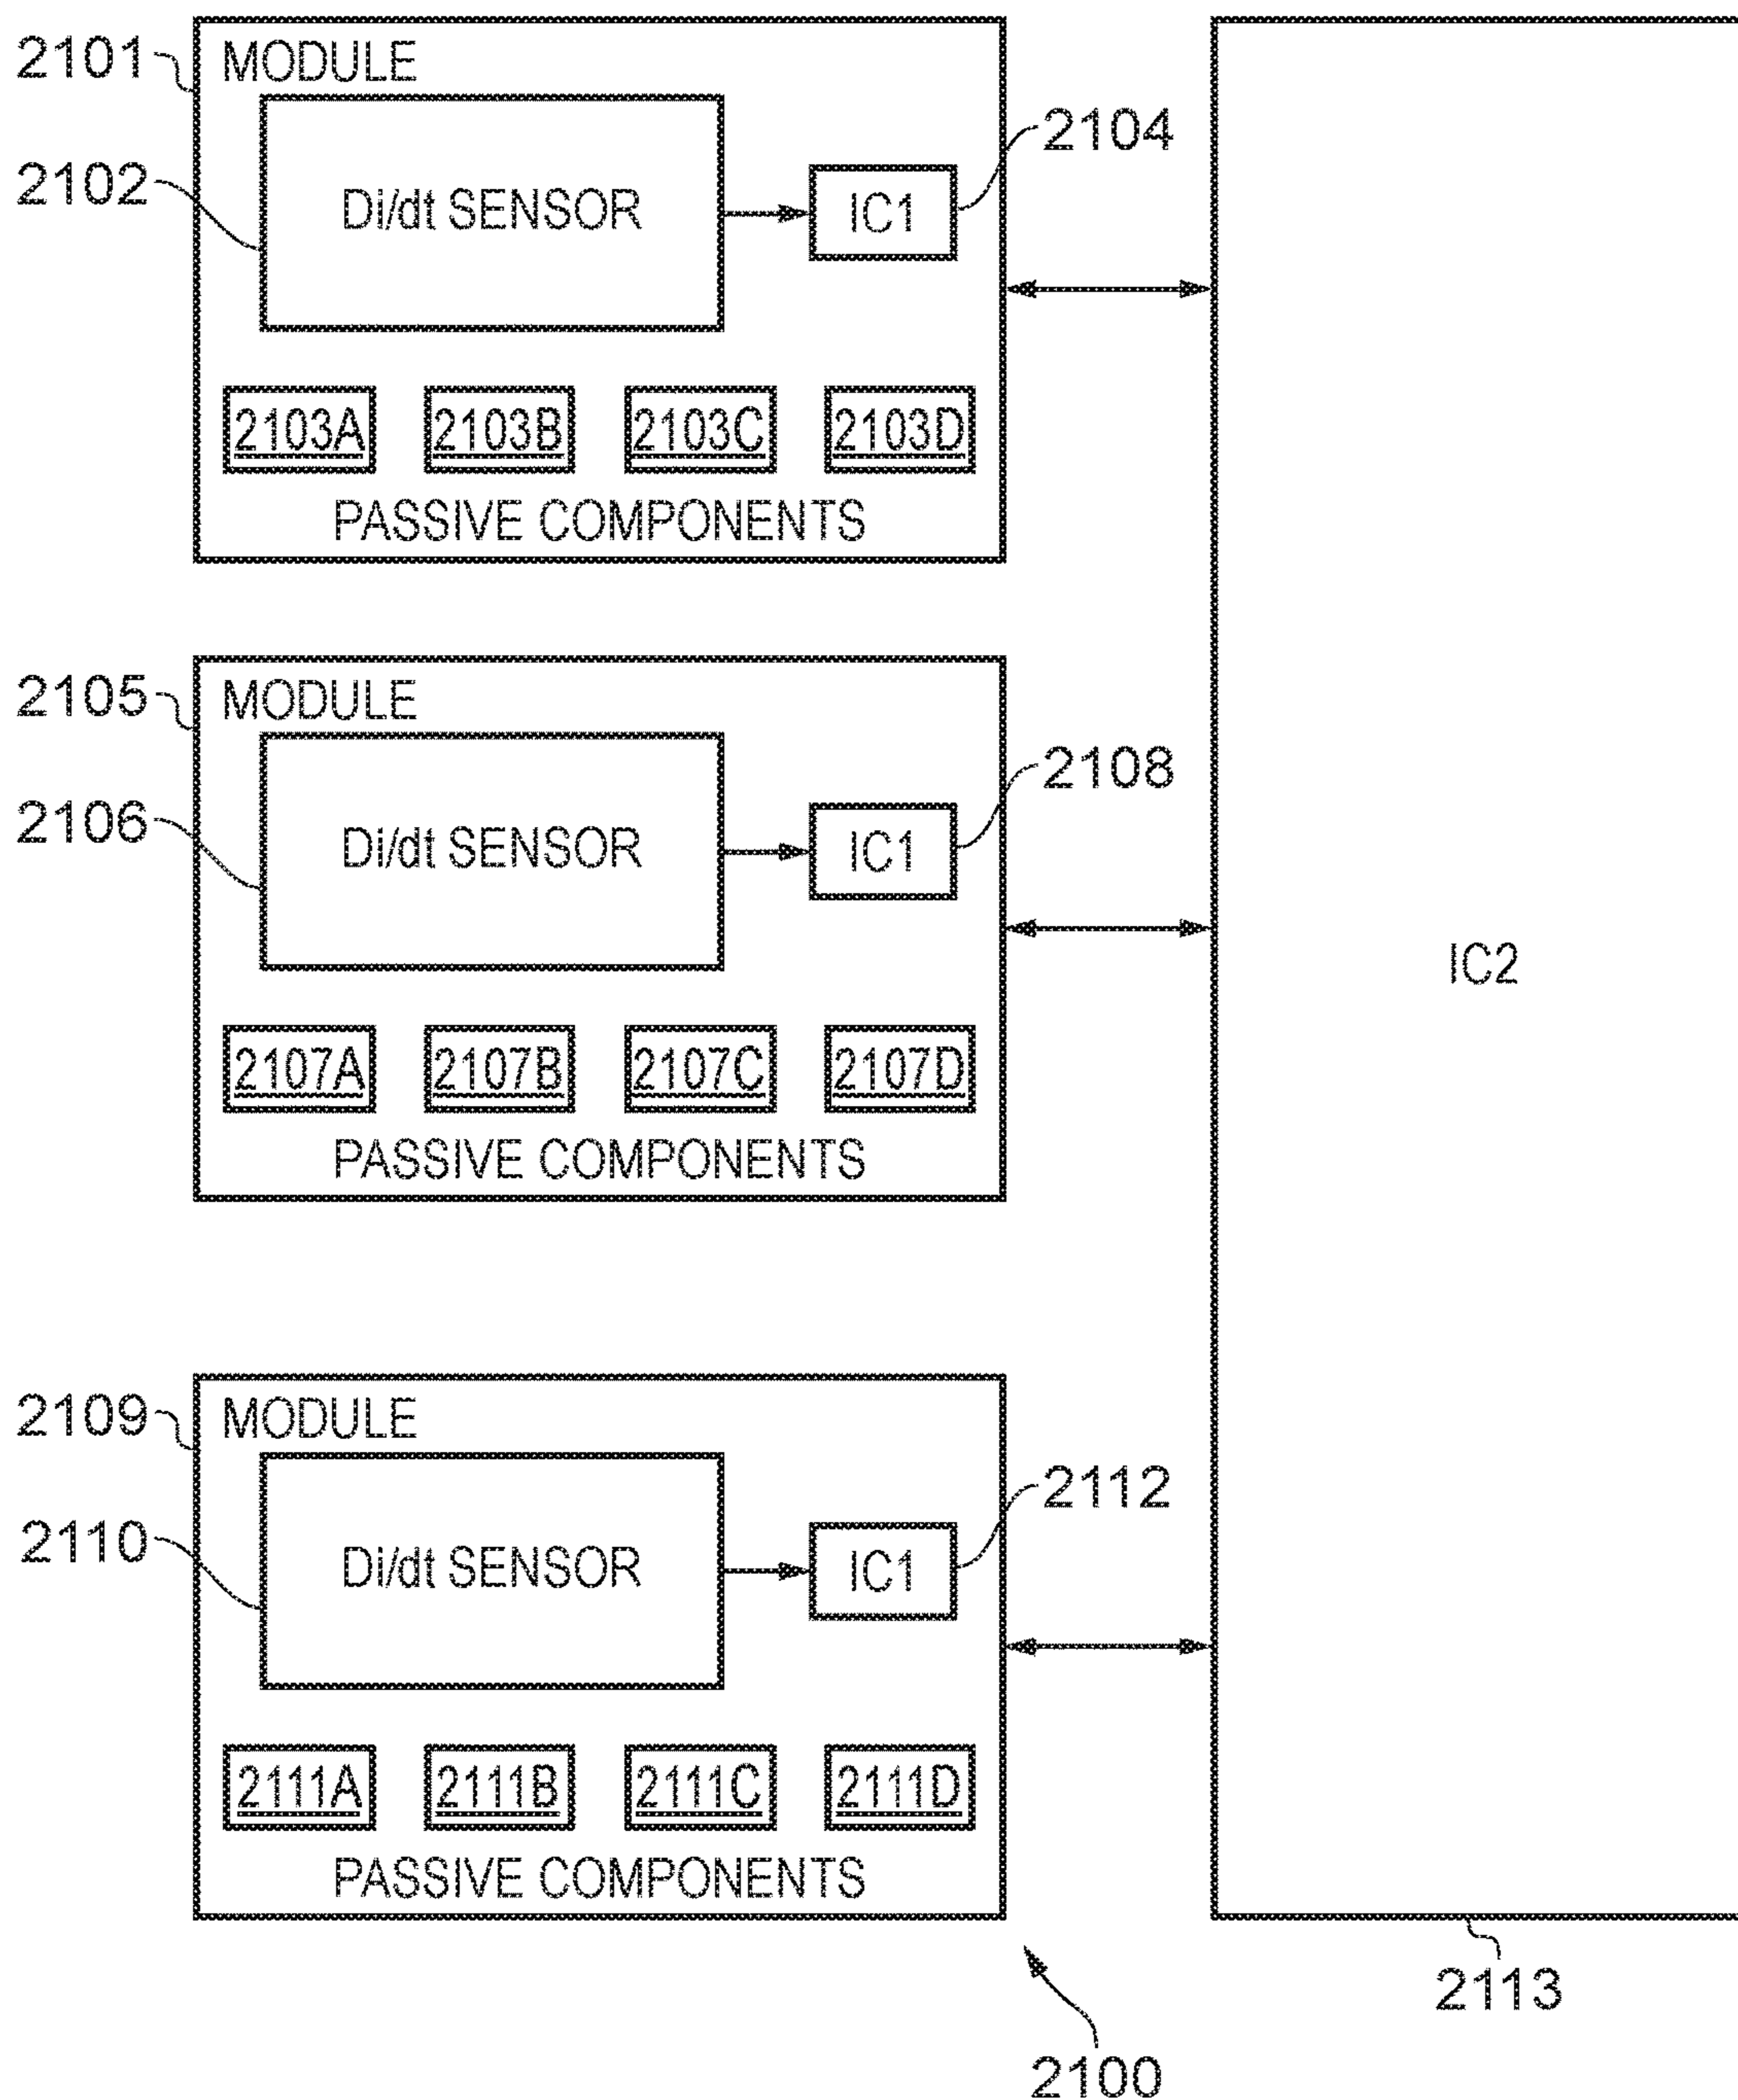 2101
MODULE
2104
2102
Di/dt SENSOR
IC1
2103A 2103B 2103C 2103D
PASSIVE COMPONENTS
2105
MODULE
2108
2106
Di/dt SENSOR
IC1
IC2
2107A 2107B 2107C 2107D
PASSIVE COMPONENTS
2109
MODULE
2112
2110
Di/dt SENSOR
IC1
2111A 2111B 2111C 2111D
PASSIVE COMPONENTS
2113
2100